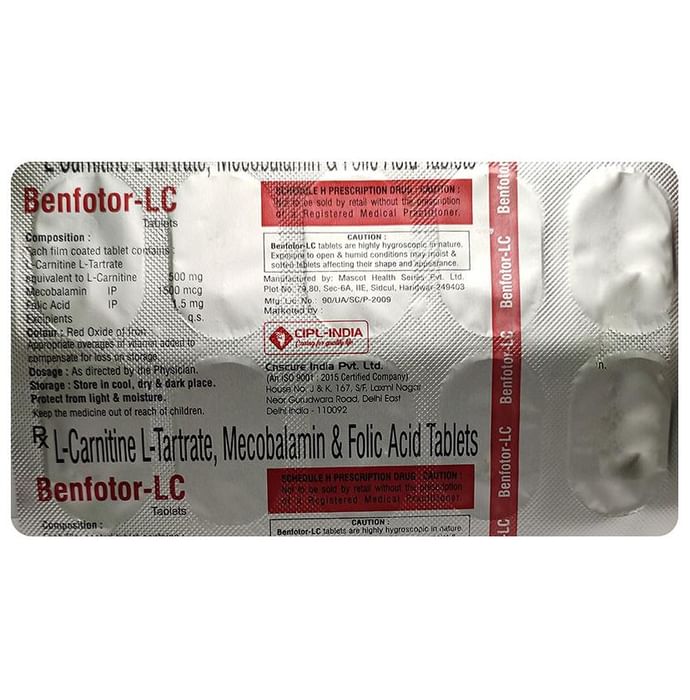 L-Carnitine L-Tartrate, Mecobalamin & Folic Acid Tablets
Benfotor-LC
Tablets
Composition :
Each film coated tablet contains :
L-Carnitine L-Tartrate
equivalent to L-Carnitine 500 mg
Mecobalamin IP 1500 mcg
Folic Acid IP 1.5 mg
Excipients q.s.
Colour : Red Oxide of Iron
Appropriate overages of vitamin added to
compensate for loss on storage.
Dosage : As directed by the Physician.
Storage : Store in cool, dry & dark place.
Protect from light & moisture.
Keep the medicine out of reach of children.
SCHEDULE H PRESCRIPTION DRUG - CAUTION :
Not to be sold by retail without the prescription
of a Registered Medical Practitioner.
CAUTION :
Benfotor-LC tablets are highly hygroscopic in nature.
Exposure to open & humid conditions may moist &
soften tablets affecting their shape and appearance.
Manufactured by : Mascot Health Series Pvt. Ltd.
Plot No. 79,80, Sec-6A, IIE, Sidcul, Haridwar-249403
Mfg. Lic. No.: 90/UA/SC/P-2009
Marketed by :
CIPL-INDIA
Caring for quality life
Cnscure India Pvt. Ltd.
(An ISO 9001 : 2015 Certified Company)
House No. J & K, 167, S/F, Laxmi Nagar
Near Gurudwara Road, Delhi East
Delhi India - 110092
Benfotor
Benfotor-LC
Benfotor-LC
Benfotor-LC
-LC
n.
Rx L-Carnitine L-Tartrate, Mecobalamin & Folic Acid Tablets
Benfotor-LC
Tablets
Composition :
SCHEDULE H PRESCRIPTION DRUG - CAUTION :
Not to be sold by retail without the prescription
of a Registered Medical Practitioner.
CAUTION :
Benfotor-LC tablets are highly hygroscopic in nature